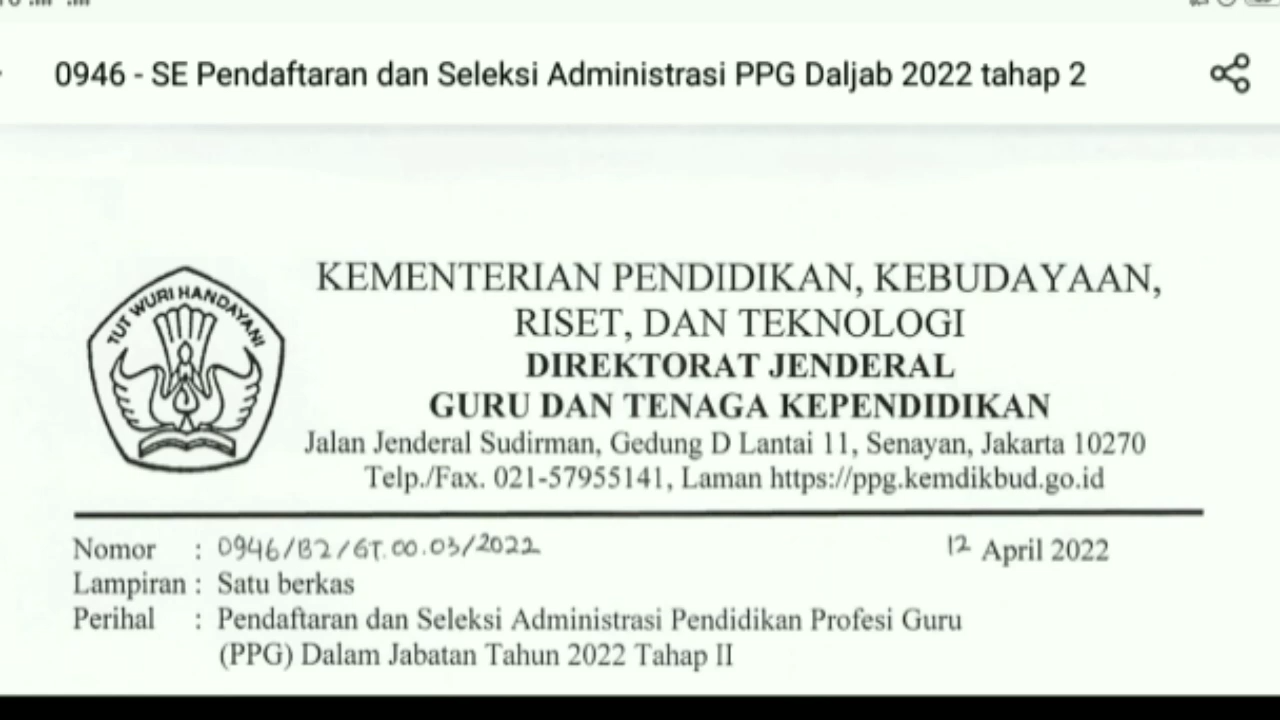 0946 - SE Pendaftaran dan Seleksi Administrasi PPG Daljab 2022 tahap 2
TUT WURI HANDAYANI
KEMENTERIAN PENDIDIKAN, KEBUDAYAAN,
RISET, DAN TEKNOLOGI
DIREKTORAT JENDERAL
GURU DAN TENAGA KEPENDIDIKAN
Jalan Jenderal Sudirman, Gedung D Lantai 11, Senayan, Jakarta 10270
Telp./Fax. 021-57955141, Laman https://ppg.kemdikbud.go.id
Nomor : 0946/B2/GT.00.03/2022 12 April 2022
Lampiran : Satu berkas
Perihal : Pendaftaran dan Seleksi Administrasi Pendidikan Profesi Guru
(PPG) Dalam Jabatan Tahun 2022 Tahap II